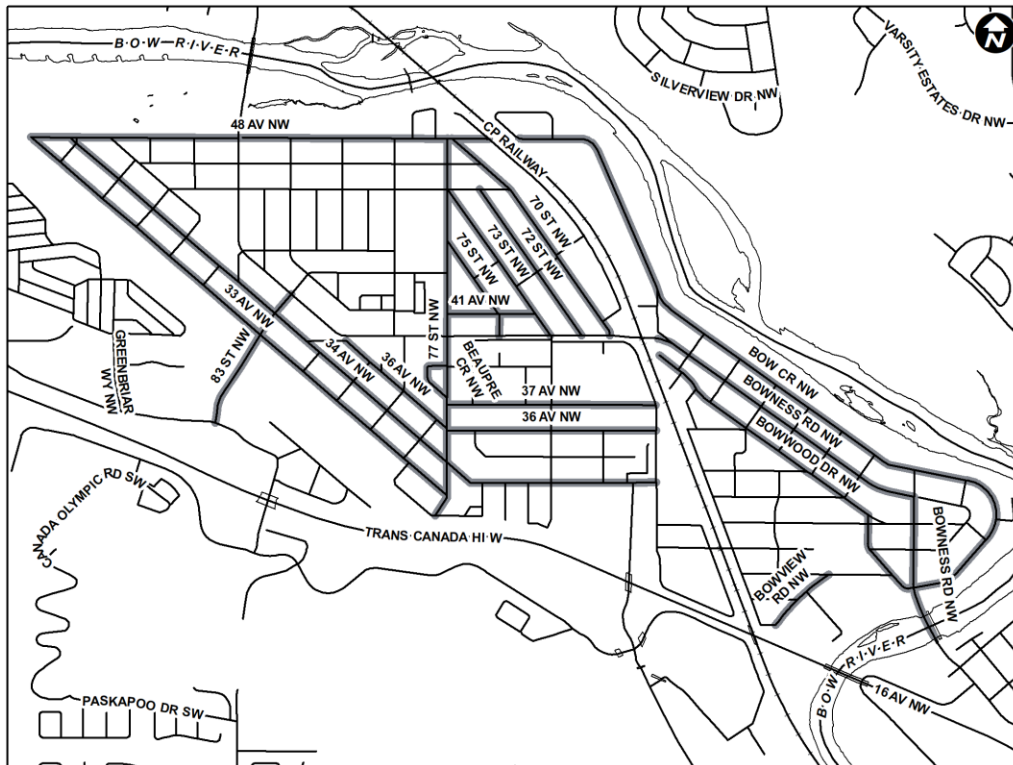 B·O·W R·I·V·E·R
SILVERVIEW DR NW
VARSITY ESTATES DR NW
N
48 AV NW
CP RAILWAY
70 ST NW
72 ST NW
73 ST NW
75 ST NW
41 AV NW
77 ST NW
33 AV NW
34 AV NW
36 AV NW
BEAUPRE
CR NW
37 AV NW
36 AV NW
GREENBRIAR
WY NW
83 ST NW
BOW CR NW
BOWNESS RD NW
BOWWOOD DR NW
BOWNESS RD NW
CANADA OLYMPIC RD SW
TRANS CANADA HI W
BOWVIEW
RD NW
B·O·W R·I·V·E·R
16 AV NW
PASKAPOO DR SW